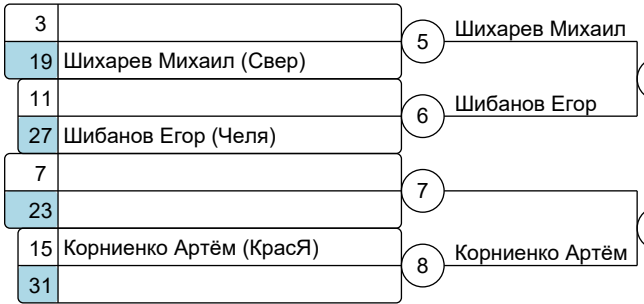 3
5 Шихарев Михаил
19 Шихарев Михаил (Свер)
11
6 Шибанов Егор
27 Шибанов Егор (Челя)
7
7
23
15 Корниенко Артём (КрасЯ)
8 Корниенко Артём
31